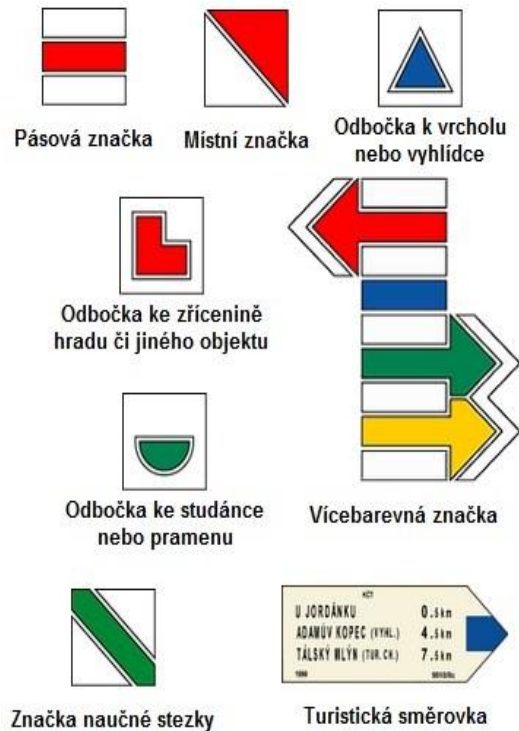 Pásová značka
Místní značka
Odbočka k vrcholu
nebo vyhlídce
Odbočka ke zřícenině
hradu či jiného objektu
Odbočka ke studánce
nebo pramenu
Vícebarevná značka
Značka naučné stezky
KČT
U JORDÁNKU 0.5km
ADAMŮV KOPEC (VYHL.) 4.5km
TÁLSKÝ MLÝN (TUR.CH.) 7.5km
Turistická směrovka